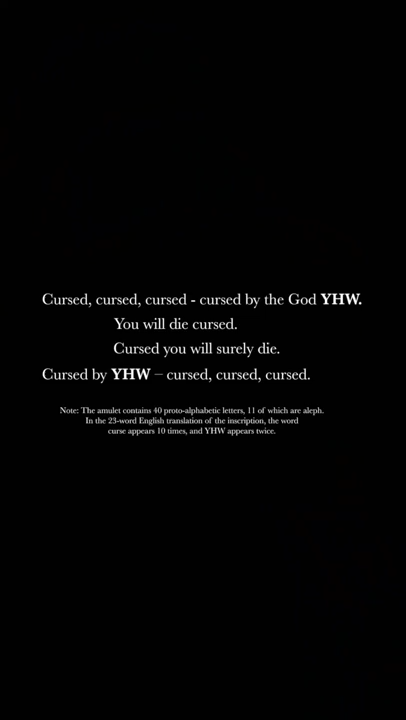 Cursed, cursed, cursed - cursed by the God YHW.
You will die cursed.
Cursed you will surely die.
Cursed by YHW – cursed, cursed, cursed.
Note: The amulet contains 40 proto-alphabetic letters, 11 of which are aleph.
In the 23-word English translation of the inscription, the word
curse appears 10 times, and YHW appears twice.